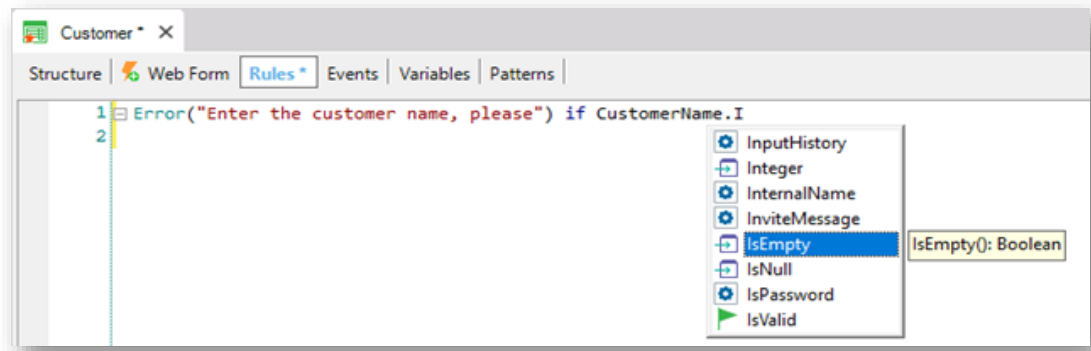 Customer * X
Structure Web Form Rules * Events Variables Patterns
1 Error("Enter the customer name, please") if CustomerName.I
2
InputHistory
Integer
InternalName
InviteMessage
IsEmpty IsEmpty(): Boolean
IsNull
IsPassword
IsValid